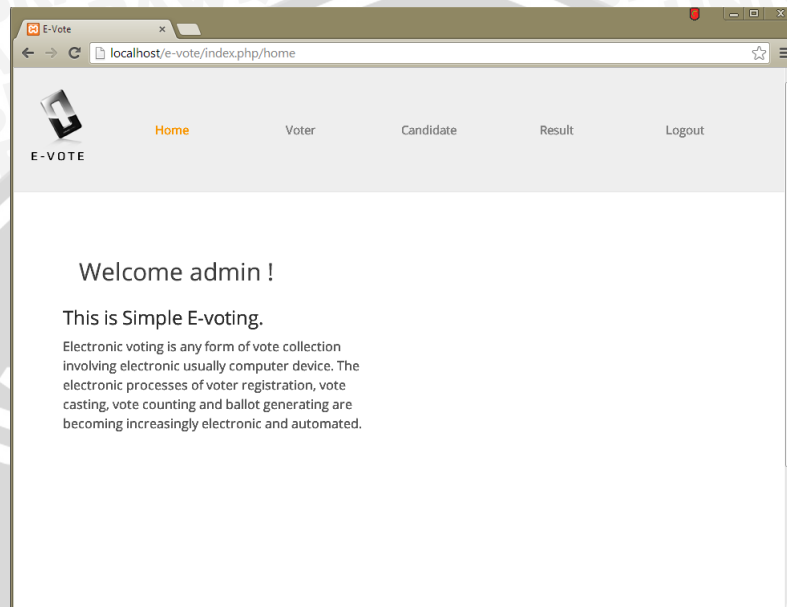 E-Vote
localhost/e-vote/index.php/home
E-VOTE
Home Voter Candidate Result Logout
Welcome admin !
This is Simple E-voting.
Electronic voting is any form of vote collection
involving electronic usually computer device. The
electronic processes of voter registration, vote
casting, vote counting and ballot generating are
becoming increasingly electronic and automated.